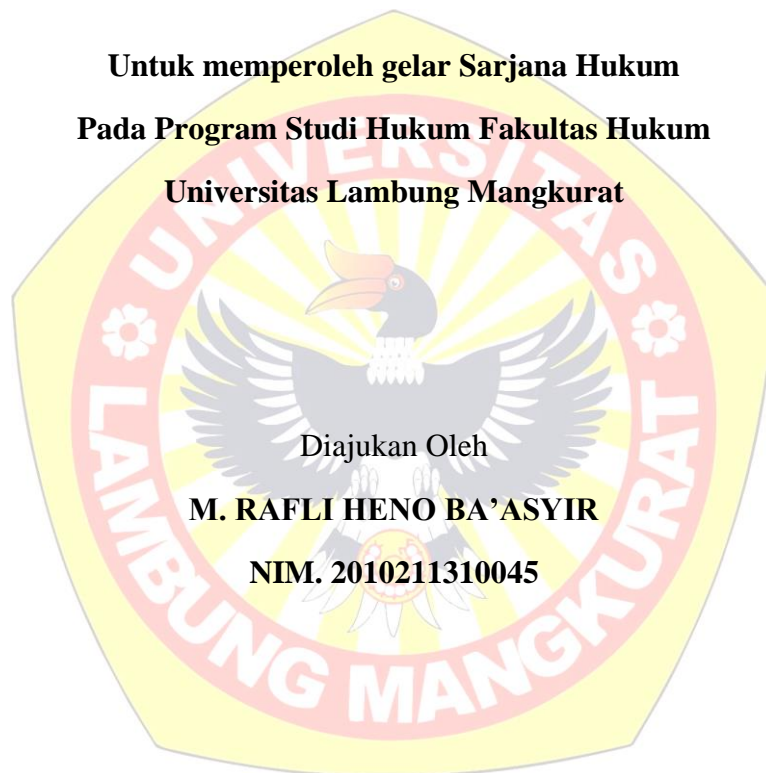 Untuk memperoleh gelar Sarjana Hukum
Pada Program Studi Hukum Fakultas Hukum
Universitas Lambung Mangkurat
UNIVERSITAS
LAMBUNG MANGKURAT
Diajukan Oleh
M. RAFLI HENO BA’ASYIR
NIM. 2010211310045